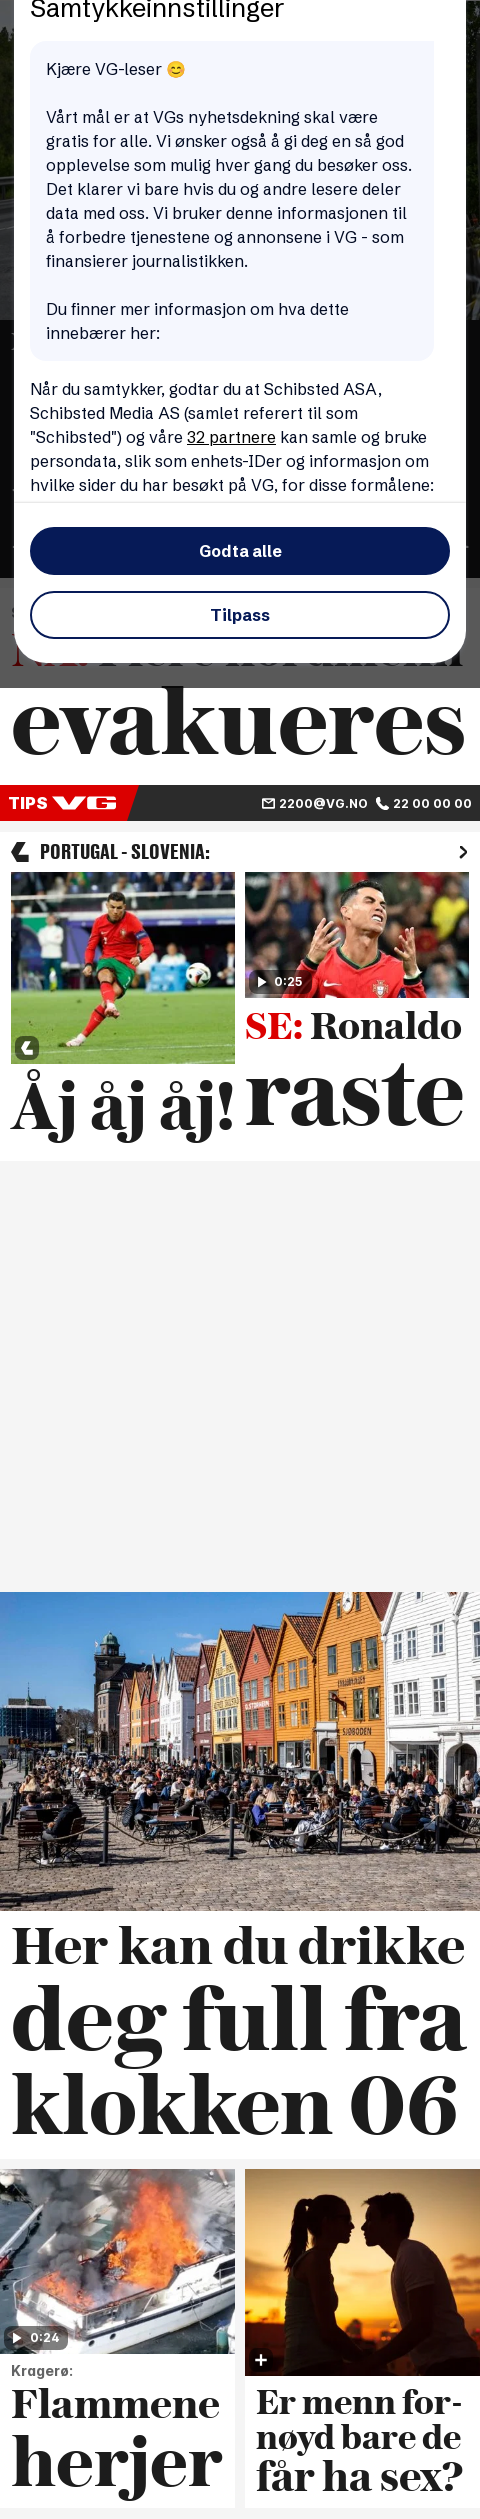 Samtykkeinnstillinger
Kjære VG-leser 😊
Vårt mål er at VGs nyhetsdekning skal være
gratis for alle. Vi ønsker også å gi deg en så god
opplevelse som mulig hver gang du besøker oss.
Det klarer vi bare hvis du og andre lesere deler
data med oss. Vi bruker denne informasjonen til
å forbedre tjenestene og annonsene i VG - som
finansierer journalistikken.
Du finner mer informasjon om hva dette
innebærer her:
Når du samtykker, godtar du at Schibsted ASA,
Schibsted Media AS (samlet referert til som
"Schibsted") og våre 32 partnere kan samle og bruke
persondata, slik som enhets-IDer og informasjon om
hvilke sider du har besøkt på VG, for disse formålene:
Godta alle
Tilpass
evakueres
TIPS VG 2200@VG.NO 22 00 00 00
PORTUGAL - SLOVENIA:
Åj åj åj!
0:25
SE: Ronaldo
raste
SJØBODEN
Her kan du drikke
deg full fra
klokken 06
0:24
Kragerø:
Flammene
herjer
Er menn for-
nøyd bare de
får ha sex?